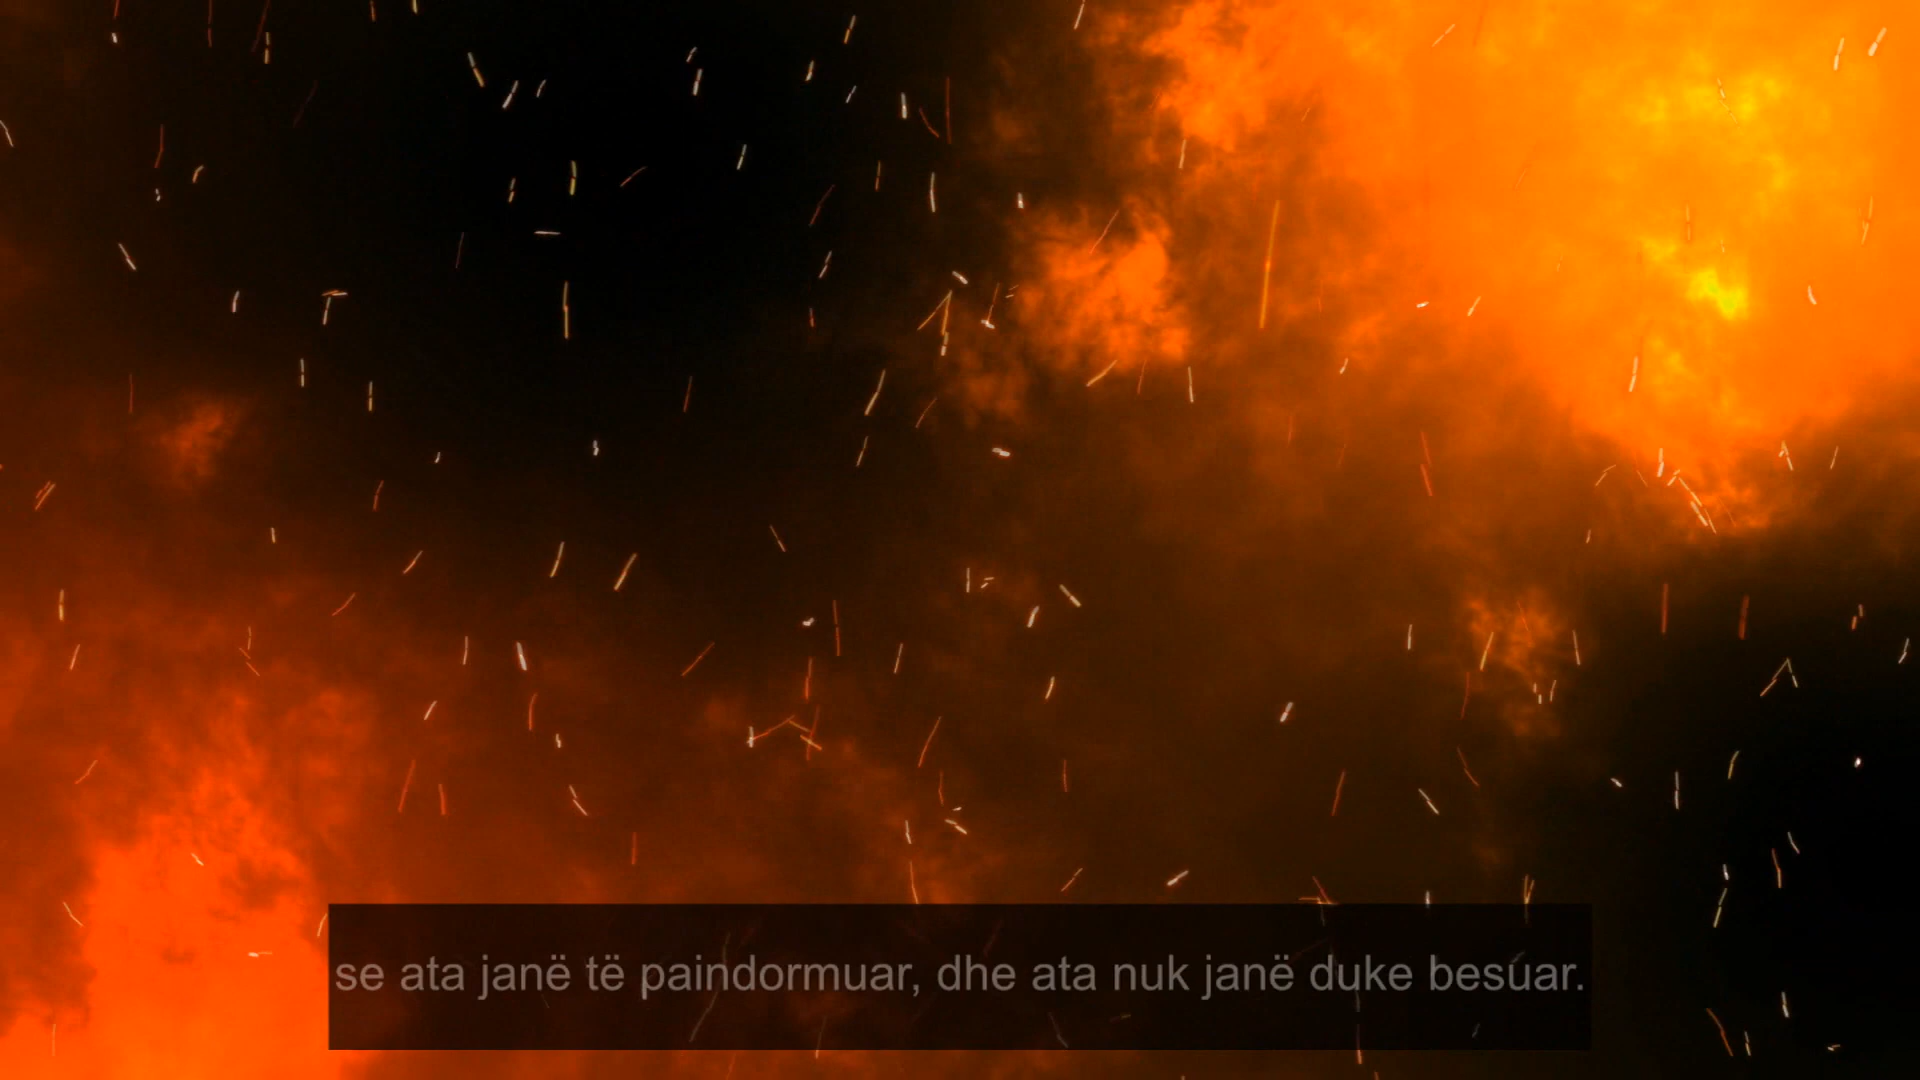 se ata janë të paindormuar, dhe ata nuk janë duke besuar.